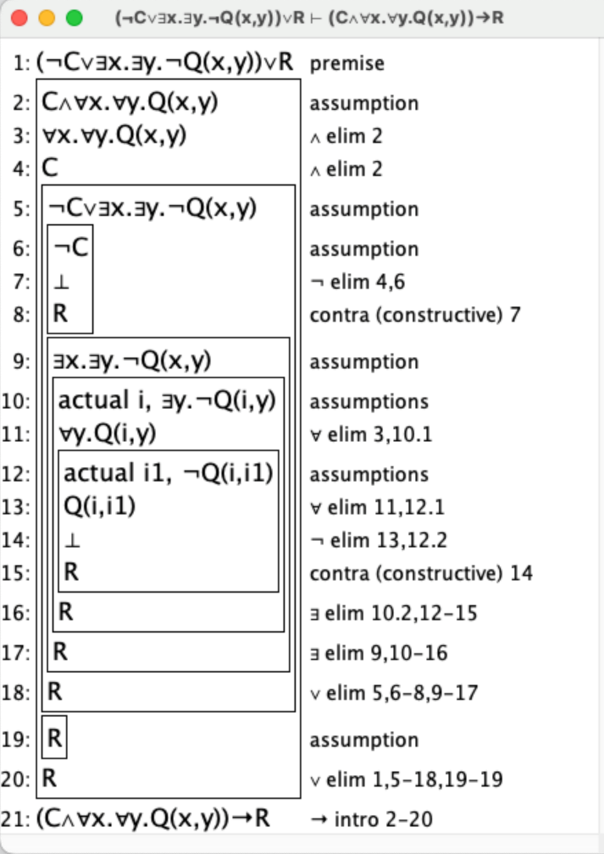 (¬C∨∃x.∃y.¬Q(x,y))∨R ⊢ (C∧∀x.∀y.Q(x,y))→R
1: (¬C∨∃x.∃y.¬Q(x,y))∨R premise
2: C∧∀x.∀y.Q(x,y) assumption
3: ∀x.∀y.Q(x,y) ∧ elim 2
4: C ∧ elim 2
5: ¬C∨∃x.∃y.¬Q(x,y) assumption
6: ¬C assumption
7: ⊥ ¬ elim 4,6
8: R contra (constructive) 7
9: ∃x.∃y.¬Q(x,y) assumption
10: actual i, ∃y.¬Q(i,y) assumptions
11: ∀y.Q(i,y) ∀ elim 3,10.1
12: actual i1, ¬Q(i,i1) assumptions
13: Q(i,i1) ∀ elim 11,12.1
14: ⊥ ¬ elim 13,12.2
15: R contra (constructive) 14
16: R ∃ elim 10.2,12-15
17: R ∃ elim 9,10-16
18: R ∨ elim 5,6-8,9-17
19: R assumption
20: R ∨ elim 1,5-18,19-19
21: (C∧∀x.∀y.Q(x,y))→R → intro 2-20